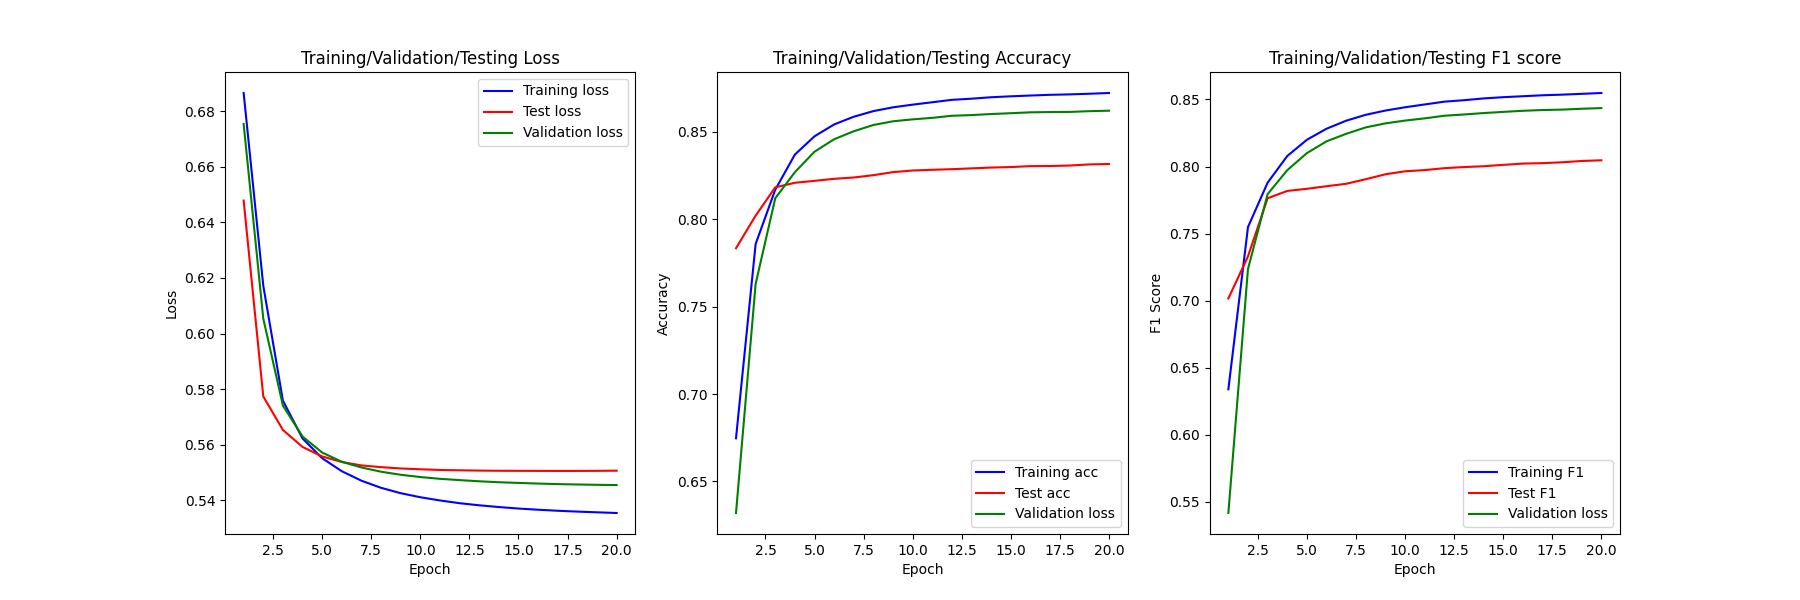 Training/Validation/Testing Loss
Training loss
Test loss
Validation loss
0.68
0.66
0.64
0.62
0.60
0.58
0.56
0.54
Loss
2.5 5.0 7.5 10.0 12.5 15.0 17.5 20.0
Epoch
Training/Validation/Testing Accuracy
0.85
0.80
0.75
0.70
0.65
Accuracy
Training acc
Test acc
Validation loss
2.5 5.0 7.5 10.0 12.5 15.0 17.5 20.0
Epoch
Training/Validation/Testing F1 score
0.85
0.80
0.75
0.70
0.65
0.60
0.55
F1 Score
Training F1
Test F1
Validation loss
2.5 5.0 7.5 10.0 12.5 15.0 17.5 20.0
Epoch